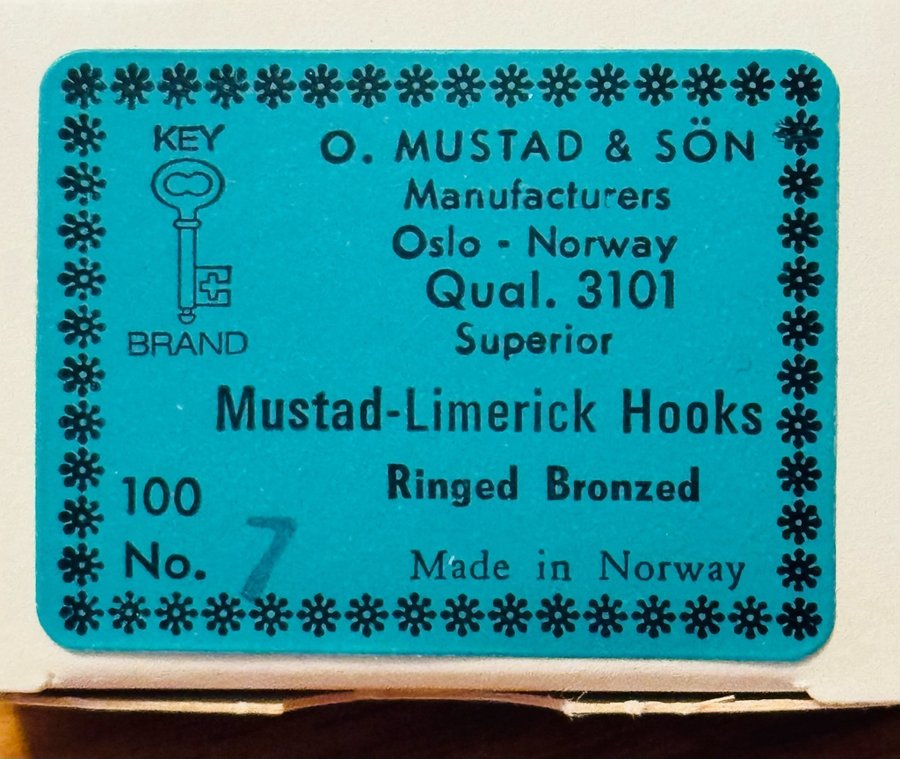 KEY
BRAND
O. MUSTAD & SÖN
Manufacturers
Oslo - Norway
Qual. 3101
Superior
Mustad-Limerick Hooks
Ringed Bronzed
100
No. 7
Made in Norway